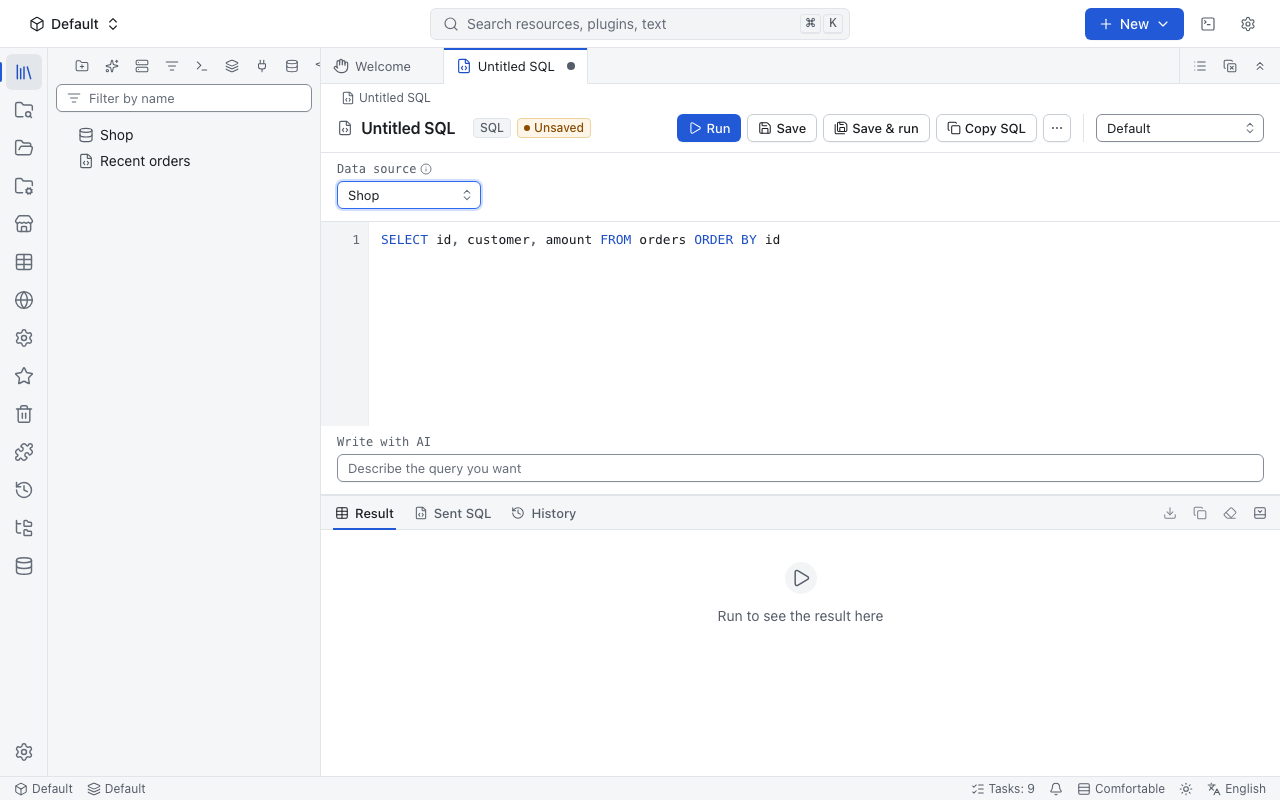 Default
Search resources, plugins, text
⌘ K
New
Welcome
Untitled SQL
Filter by name
Shop
Recent orders
Untitled SQL
Untitled SQL
SQL
Unsaved
Run
Save
Save & run
Copy SQL
Default
Data source
Shop
1
SELECT id, customer, amount FROM orders ORDER BY id
Write with AI
Describe the query you want
Result
Sent SQL
History
Run to see the result here
Default
Default
Tasks: 9
Comfortable
English